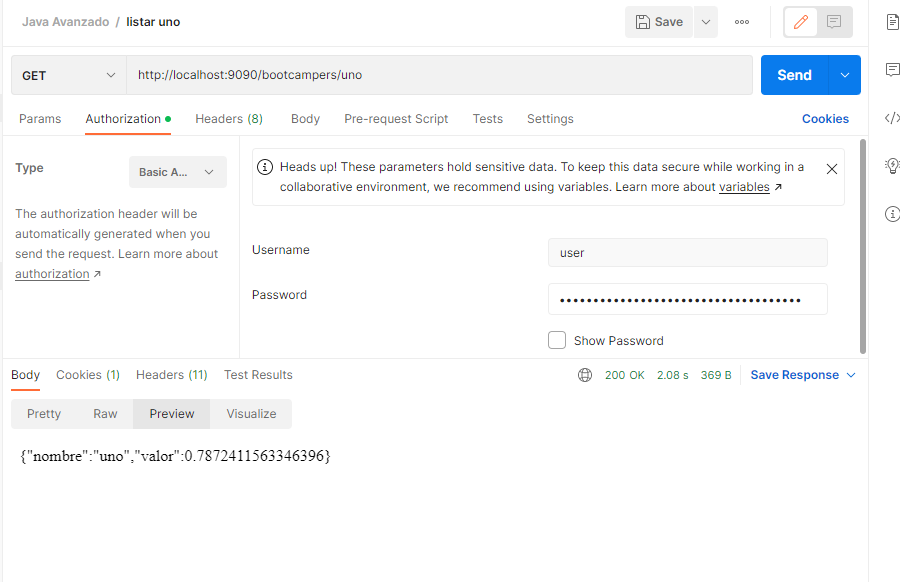 Java Avanzado / listar uno
Save
GET
http://localhost:9090/bootcampers/uno
Send
Params Authorization Headers (8) Body Pre-request Script Tests Settings Cookies
Type
Basic A...
The authorization header will be
automatically generated when you
send the request. Learn more about
authorization ↗
Heads up! These parameters hold sensitive data. To keep this data secure while working in a
collaborative environment, we recommend using variables. Learn more about variables ↗
Username
user
Password
••••••••••••••••••••••••••••••••••••
Show Password
Body Cookies (1) Headers (11) Test Results
200 OK 2.08 s 369 B Save Response
Pretty Raw Preview Visualize
{"nombre":"uno","valor":0.7872411563346396}